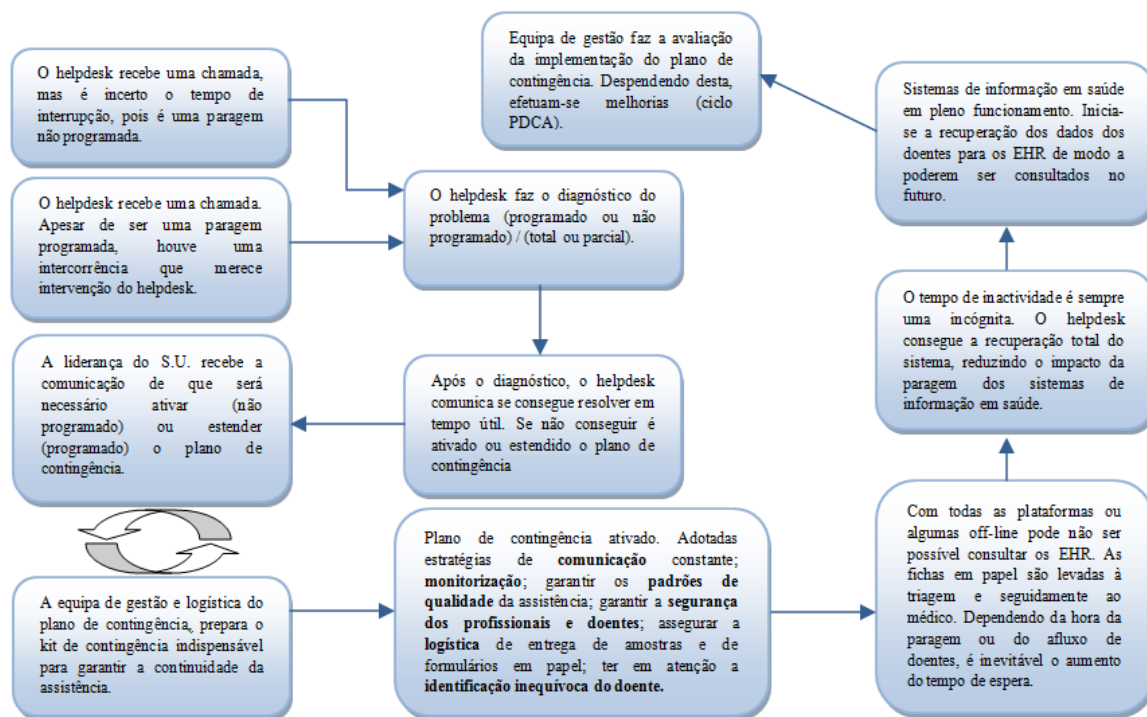 O helpdesk recebe uma chamada,
mas é incerto o tempo de
interrupção, pois é uma paragem
não programada.
O helpdesk recebe uma chamada.
Apesar de ser uma paragem
programada, houve uma
intercorrência que merece
intervenção do helpdesk.
O helpdesk faz o diagnóstico do
problema (programado ou não
programado) / (total ou parcial).
Após o diagnóstico, o helpdesk
comunica se consegue resolver em
tempo útil. Se não conseguir é
ativado ou estendido o plano de
contingência
A liderança do S.U. recebe a
comunicação de que será
necessário ativar (não
programado) ou estender
(programado) o plano de
contingência.
A equipa de gestão e logística do
plano de contingência, prepara o
kit de contingência indispensável
para garantir a continuidade da
assistência.
Plano de contingência ativado. Adotadas
estratégias de comunicação constante;
monitorização; garantir os padrões de
qualidade da assistência; garantir a segurança
dos profissionais e doentes; assegurar a
logística de entrega de amostras e de
formulários em papel; ter em atenção a
identificação inequívoca do doente.
Com todas as plataformas ou
algumas off-line pode não ser
possível consultar os EHR. As
fichas em papel são levadas à
triagem e seguidamente ao
médico. Dependendo da hora da
paragem ou do afluxo de
doentes, é inevitável o aumento
do tempo de espera.
O tempo de inactividade é sempre
uma incógnita. O helpdesk
consegue a recuperação total do
sistema, reduzindo o impacto da
paragem dos sistemas de
informação em saúde.
Sistemas de informação em saúde
em pleno funcionamento. Inicia-
se a recuperação dos dados dos
doentes para os EHR de modo a
poderem ser consultados no
futuro.
Equipa de gestão faz a avaliação
da implementação do plano de
contingência. Despendendo desta,
efetuam-se melhorias (ciclo
PDCA).